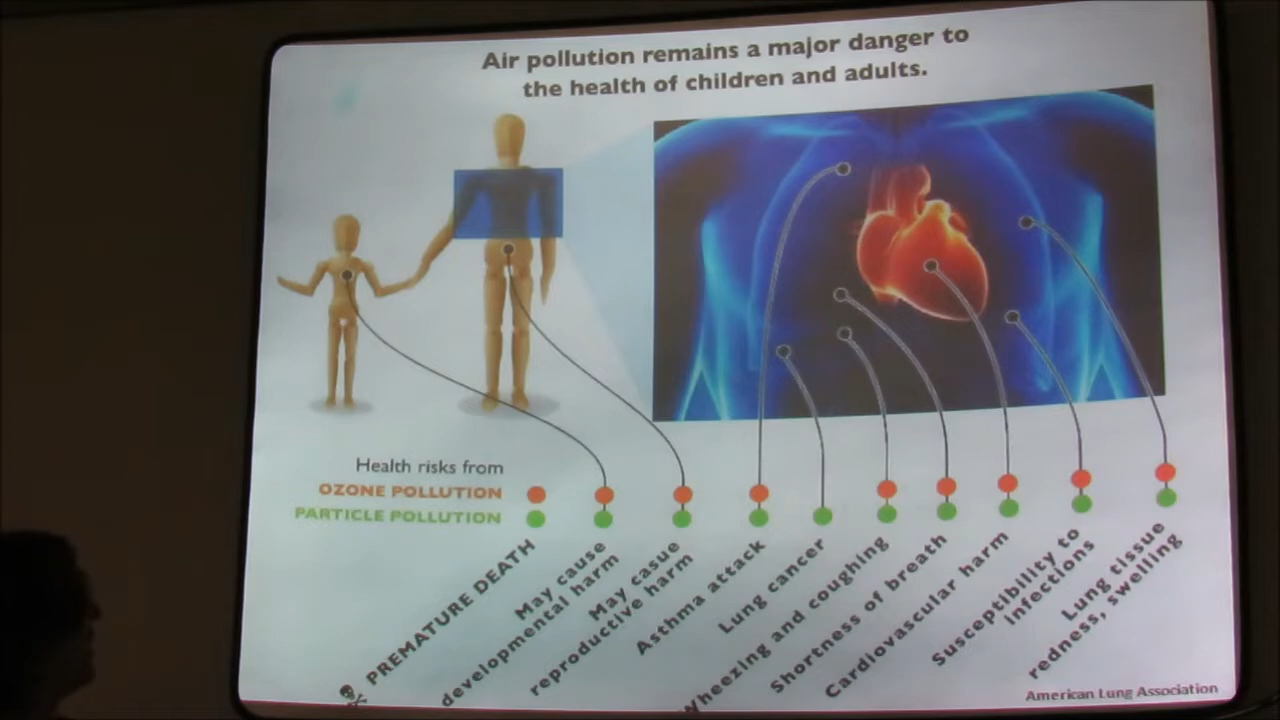 Air pollution remains a major danger to
the health of children and adults.
Health risks from
OZONE POLLUTION
PARTICLE POLLUTION
PREMATURE DEATH
May cause
developmental harm
May casue
reproductive harm
Asthma attack
Lung cancer
Wheezing and coughing
Shortness of breath
Cardiovascular harm
Susceptibility to
infections
Lung tissue
redness, swelling
American Lung Association